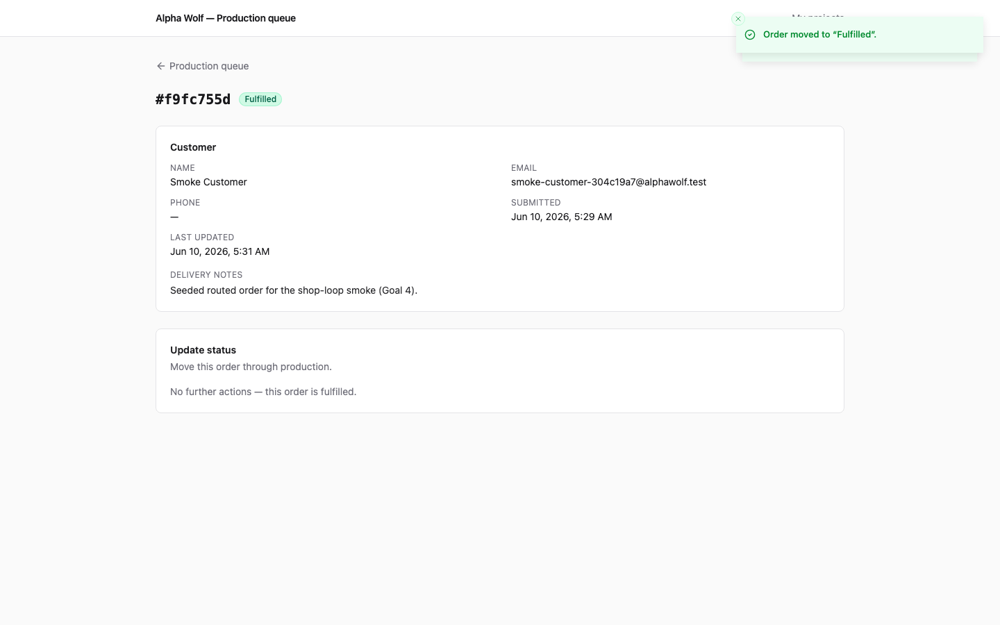 Alpha Wolf — Production queue
Order moved to “Fulfilled”.
← Production queue
#f9fc755d Fulfilled
Customer
NAME
Smoke Customer
EMAIL
smoke-customer-304c19a7@alphawolf.test
PHONE
—
SUBMITTED
Jun 10, 2026, 5:29 AM
LAST UPDATED
Jun 10, 2026, 5:31 AM
DELIVERY NOTES
Seeded routed order for the shop-loop smoke (Goal 4).
Update status
Move this order through production.
No further actions — this order is fulfilled.